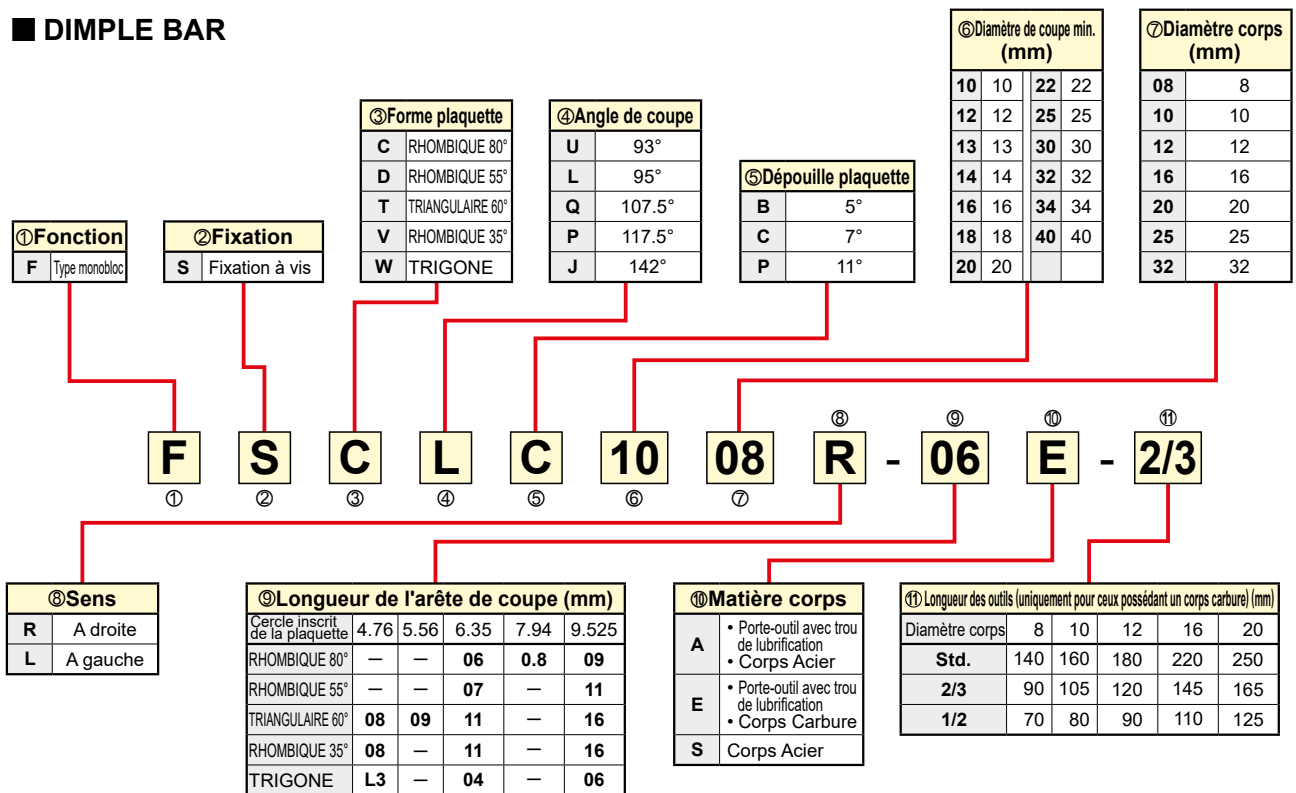 ■ DIMPLE BAR
①Fonction
F Type monobloc
②Fixation
S Fixation à vis
③Forme plaquette
C RHOMBIQUE 80°
D RHOMBIQUE 55°
T TRIANGULAIRE 60°
V RHOMBIQUE 35°
W TRIGONE
④Angle de coupe
U 93°
L 95°
Q 107.5°
P 117.5°
J 142°
⑤Dépouille plaquette
B 5°
C 7°
P 11°
⑥Diamètre de coupe min.
(mm)
10 10 22 22
12 12 25 25
13 13 30 30
14 14 32 32
16 16 34 34
18 18 40 40
20 20
⑦Diamètre corps
(mm)
08 8
10 10
12 12
16 16
20 20
25 25
32 32
⑧ ⑨ ⑩ ⑪
F S C L C 10 08 R - 06 E - 2/3
① ② ③ ④ ⑤ ⑥ ⑦
⑧Sens
R A droite
L A gauche
⑨Longueur de l'arête de coupe (mm)
Cercle inscrit
de la plaquette 4.76 5.56 6.35 7.94 9.525
RHOMBIQUE 80° — — 06 0.8 09
RHOMBIQUE 55° — — 07 — 11
TRIANGULAIRE 60° 08 09 11 — 16
RHOMBIQUE 35° 08 — 11 — 16
TRIGONE L3 — 04 — 06
⑩Matière corps
A • Porte-outil avec trou
de lubrification
• Corps Acier
E • Porte-outil avec trou
de lubrification
• Corps Carbure
S Corps Acier
⑪ Longueur des outils (uniquement pour ceux possédant un corps carbure) (mm)
Diamètre corps 8 10 12 16 20
Std. 140 160 180 220 250
2/3 90 105 120 145 165
1/2 70 80 90 110 125